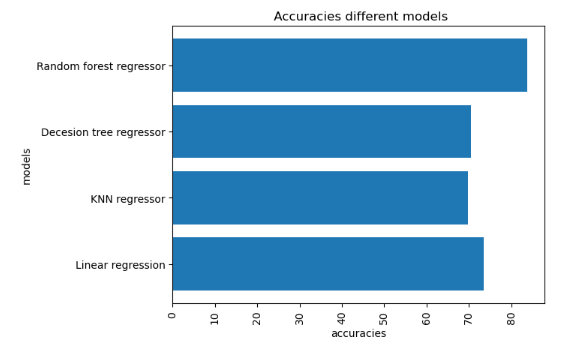 Accuracies different models
Random forest regressor
Decesion tree regressor
KNN regressor
Linear regression
models
0 10 20 30 40 50 60 70 80
accuracies